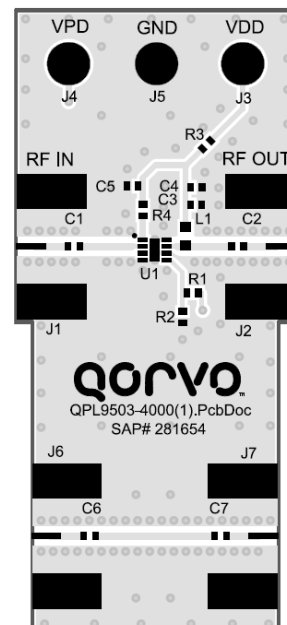 VPD GND VDD
J4 J5 J3
R3
RF IN RF OUT
C5 C4
C3
R4 L1
C1 C2
U1
R1
R2
J1 J2
QORVO™
QPL9503-4000(1).PcbDoc
SAP# 281654
J6 J7
C6 C7